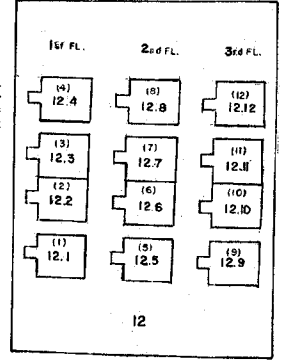 1st FL. 2nd FL. 3rd FL.
(4) (8) (12)
12.4 12.8 12.12
(3) (7) (11)
12.3 12.7 12.11
(2) (6) (10)
12.2 12.6 12.10
(1) (5) (9)
12.1 12.5 12.9
12